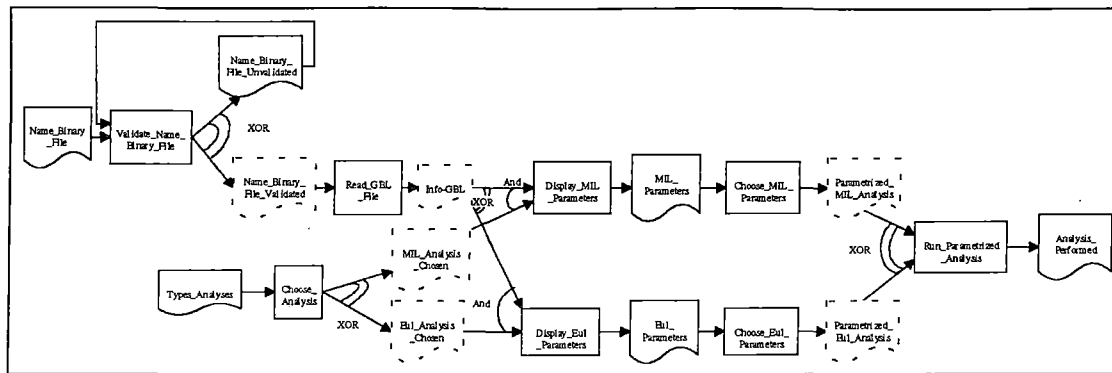 Name_Binary_
File_Unvalidated
Name_Binary
_File
Validate_Name_
Binary_File
XOR
Name_Binary_
File_Validated
Read_GBL
_File
Info-GBL
And
XOR
Display_MIL
_Parameters
MIL_
Parameters
Choose_MIL_
Parameters
Parametrized_
MIL_Analysis
MIL_Analysis
_Chosen
XOR
Run_Parametrized
_Analysis
Analysis_
Performed
Types_Analyses
Choose_
Analysis
XOR
Eul_Analysis
_Chosen
And
Display_Eul
_Parameters
Eul_
Parameters
Choose_Eul_
Parameters
Parametrized_
Eul_Analysis